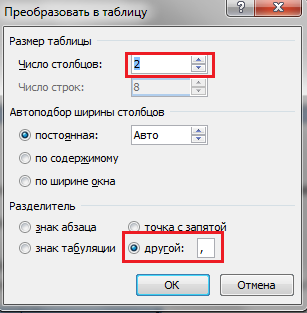 Преобразовать в таблицу
Размер таблицы
Число столбцов: 2
Число строк: 8
Автоподбор ширины столбцов
постоянная: Авто
по содержимому
по ширине окна
Разделитель
знак абзаца точка с запятой
знак табуляции другой: ,
ОК Отмена